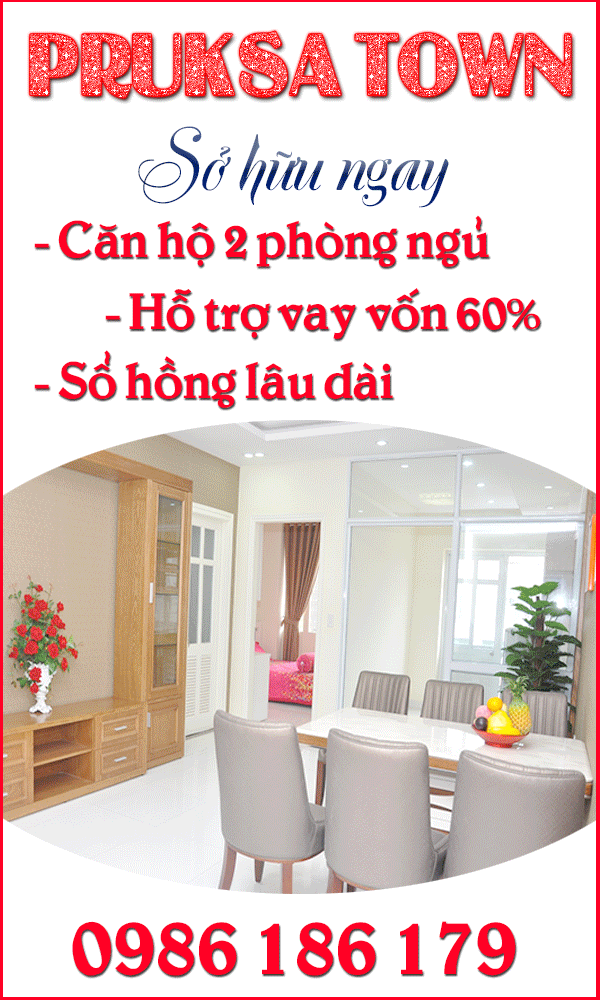 PRUKSA TOWN
Sở hữu ngay
- Căn hộ 2 phòng ngủ
- Hỗ trợ vay vốn 60%
- Sổ hồng lâu dài
0986 186 179